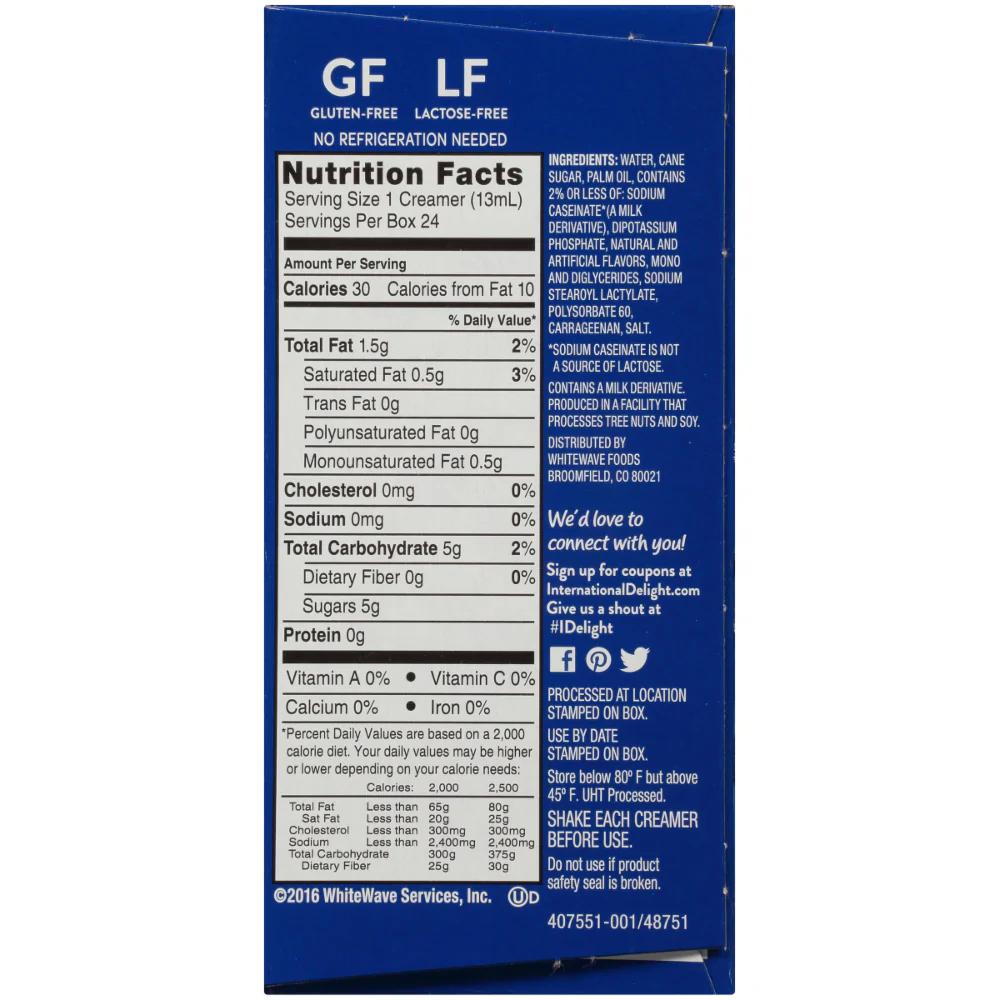 GF LF
GLUTEN-FREE LACTOSE-FREE
NO REFRIGERATION NEEDED
Nutrition Facts
Serving Size 1 Creamer (13mL)
Servings Per Box 24
Amount Per Serving
Calories 30 Calories from Fat 10
% Daily Value*
Total Fat 1.5g 2%
Saturated Fat 0.5g 3%
Trans Fat 0g
Polyunsaturated Fat 0g
Monounsaturated Fat 0.5g
Cholesterol 0mg 0%
Sodium 0mg 0%
Total Carbohydrate 5g 2%
Dietary Fiber 0g 0%
Sugars 5g
Protein 0g
Vitamin A 0% • Vitamin C 0%
Calcium 0% • Iron 0%
*Percent Daily Values are based on a 2,000
calorie diet. Your daily values may be higher
or lower depending on your calorie needs:
Calories: 2,000 2,500
Total Fat Less than 65g 80g
Sat Fat Less than 20g 25g
Cholesterol Less than 300mg 300mg
Sodium Less than 2,400mg 2,400mg
Total Carbohydrate 300g 375g
Dietary Fiber 25g 30g
©2016 WhiteWave Services, Inc. UD
INGREDIENTS: WATER, CANE
SUGAR, PALM OIL, CONTAINS
2% OR LESS OF: SODIUM
CASEINATE*(A MILK
DERIVATIVE), DIPOTASSIUM
PHOSPHATE, NATURAL AND
ARTIFICIAL FLAVORS, MONO
AND DIGLYCERIDES, SODIUM
STEAROYL LACTYLATE,
POLYSORBATE 60,
CARRAGEENAN, SALT.
*SODIUM CASEINATE IS NOT
A SOURCE OF LACTOSE.
CONTAINS A MILK DERIVATIVE.
PRODUCED IN A FACILITY THAT
PROCESSES TREE NUTS AND SOY.
DISTRIBUTED BY
WHITEWAVE FOODS
BROOMFIELD, CO 80021
We'd love to
connect with you!
Sign up for coupons at
InternationalDelight.com
Give us a shout at
#IDelight
PROCESSED AT LOCATION
STAMPED ON BOX.
USE BY DATE
STAMPED ON BOX.
Store below 80º F but above
45º F. UHT Processed.
SHAKE EACH CREAMER
BEFORE USE.
Do not use if product
safety seal is broken.
407551-001/48751